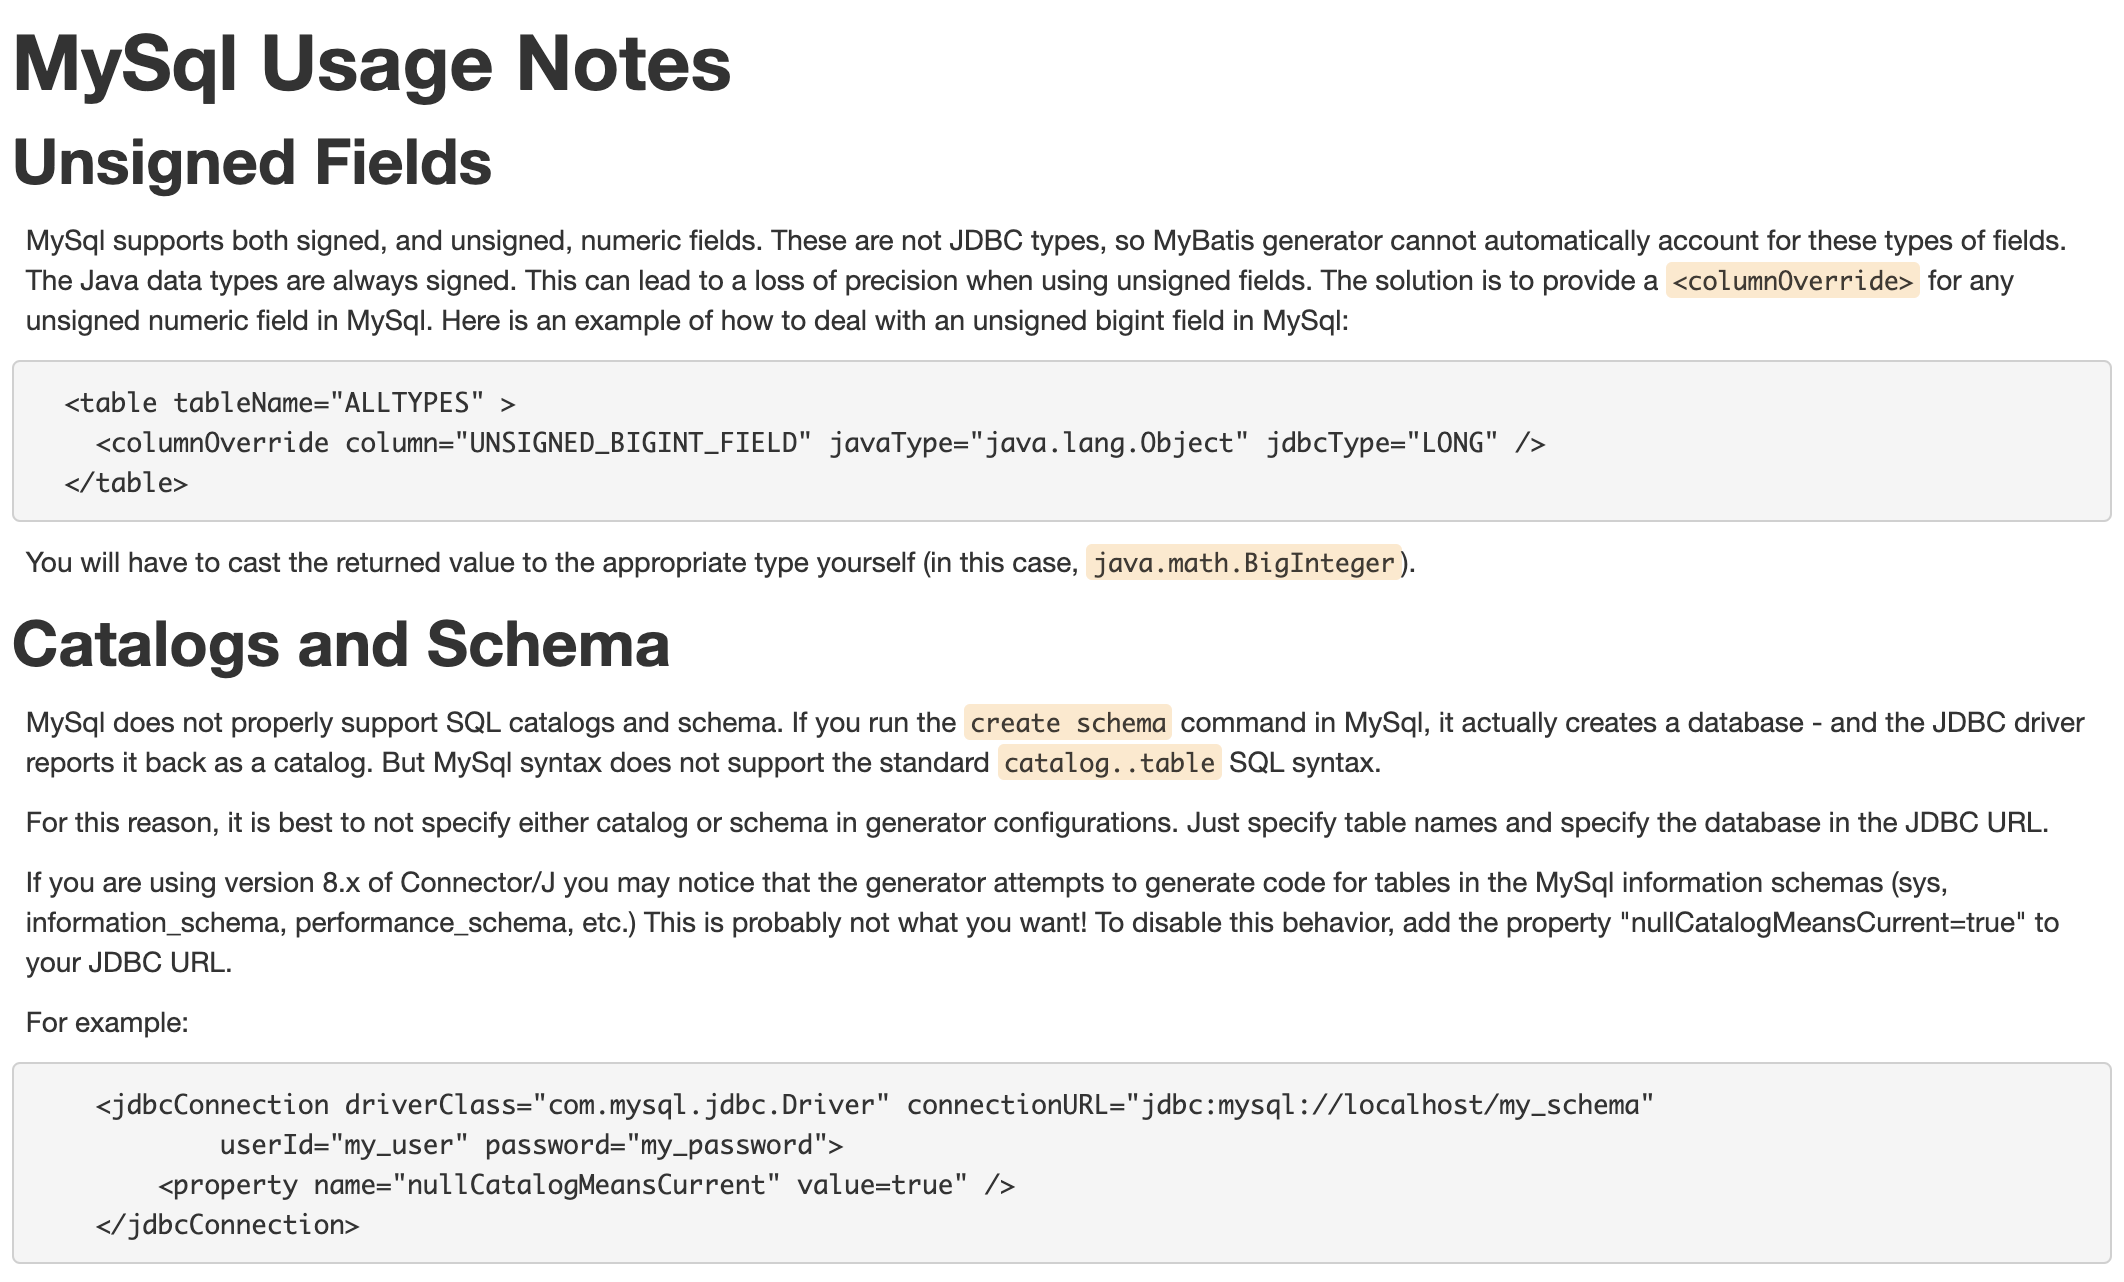 MySql Usage Notes
Unsigned Fields
MySql supports both signed, and unsigned, numeric fields. These are not JDBC types, so MyBatis generator cannot automatically account for these types of fields.
The Java data types are always signed. This can lead to a loss of precision when using unsigned fields. The solution is to provide a <columnOverride> for any
unsigned numeric field in MySql. Here is an example of how to deal with an unsigned bigint field in MySql:
<table tableName="ALLTYPES" >
  <columnOverride column="UNSIGNED_BIGINT_FIELD" javaType="java.lang.Object" jdbcType="LONG" />
</table>
You will have to cast the returned value to the appropriate type yourself (in this case, java.math.BigInteger).
Catalogs and Schema
MySql does not properly support SQL catalogs and schema. If you run the create schema command in MySql, it actually creates a database - and the JDBC driver
reports it back as a catalog. But MySql syntax does not support the standard catalog..table SQL syntax.
For this reason, it is best to not specify either catalog or schema in generator configurations. Just specify table names and specify the database in the JDBC URL.
If you are using version 8.x of Connector/J you may notice that the generator attempts to generate code for tables in the MySql information schemas (sys,
information_schema, performance_schema, etc.) This is probably not what you want! To disable this behavior, add the property "nullCatalogMeansCurrent=true" to
your JDBC URL.
For example:
<jdbcConnection driverClass="com.mysql.jdbc.Driver" connectionURL="jdbc:mysql://localhost/my_schema"
        userId="my_user" password="my_password">
    <property name="nullCatalogMeansCurrent" value=true" />
</jdbcConnection>